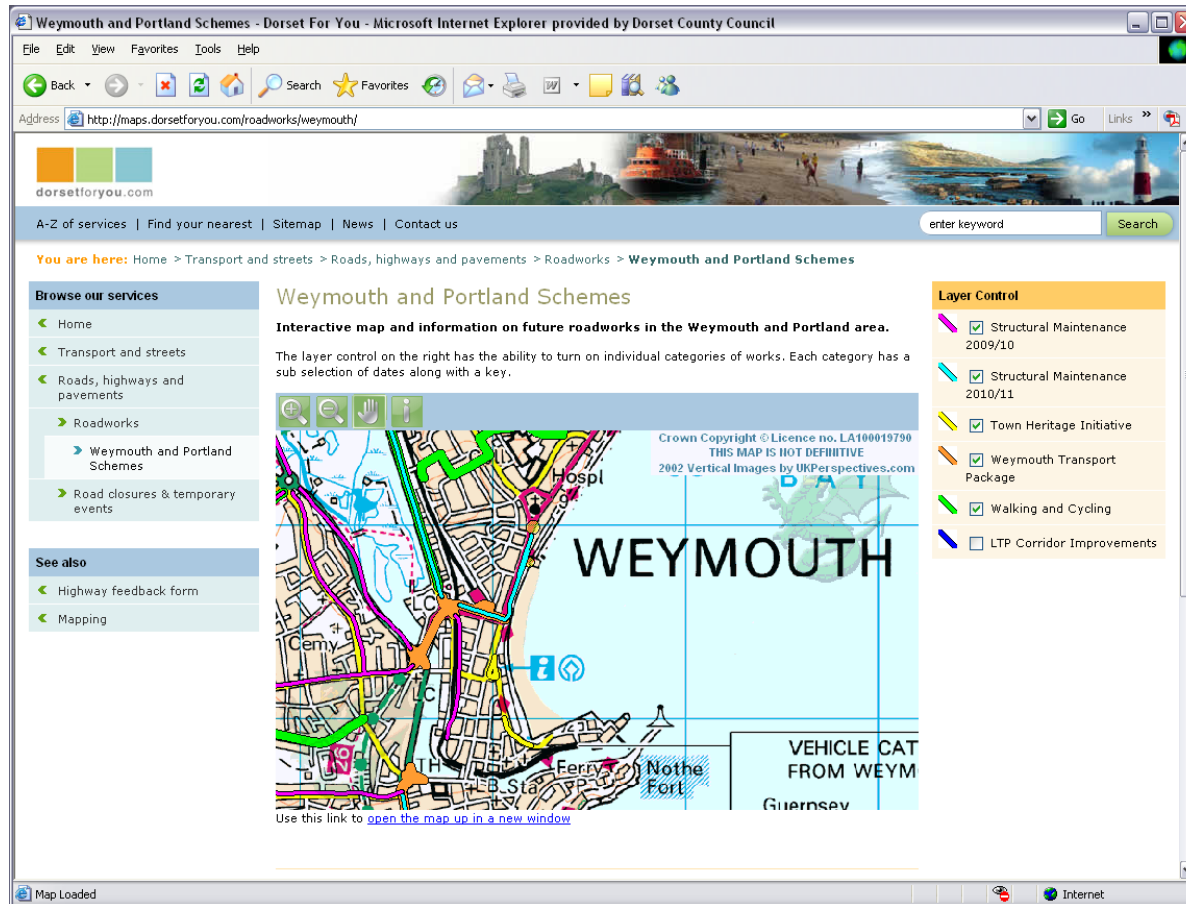 Weymouth and Portland Schemes - Dorset For You - Microsoft Internet Explorer provided by Dorset County Council
File Edit View Favorites Tools Help
Back Search Favorites
Address http://maps.dorsetforyou.com/roadworks/weymouth/ Go Links »
dorsetforyou.com
A-Z of services | Find your nearest | Sitemap | News | Contact us
enter keyword Search
You are here: Home > Transport and streets > Roads, highways and pavements > Roadworks > Weymouth and Portland Schemes
Browse our services
Home
Transport and streets
Roads, highways and
pavements
Roadworks
Weymouth and Portland
Schemes
Road closures & temporary
events
See also
Highway feedback form
Mapping
Weymouth and Portland Schemes
Interactive map and information on future roadworks in the Weymouth and Portland area.
The layer control on the right has the ability to turn on individual categories of works. Each category has a
sub selection of dates along with a key.
Crown Copyright © Licence no. LA100019790
THIS MAP IS NOT DEFINITIVE
2002 Vertical Images by UKPerspectives.com
Hospl
BAY
WEYMOUTH
LC
Cemy
i
LC
TH
B Sta
Ferry
P
Nothe
Fort
VEHICLE CAT
FROM WEYM
Guernsey
Use this link to open the map up in a new window
Layer Control
Structural Maintenance
2009/10
Structural Maintenance
2010/11
Town Heritage Initiative
Weymouth Transport
Package
Walking and Cycling
LTP Corridor Improvements
Map Loaded
Internet